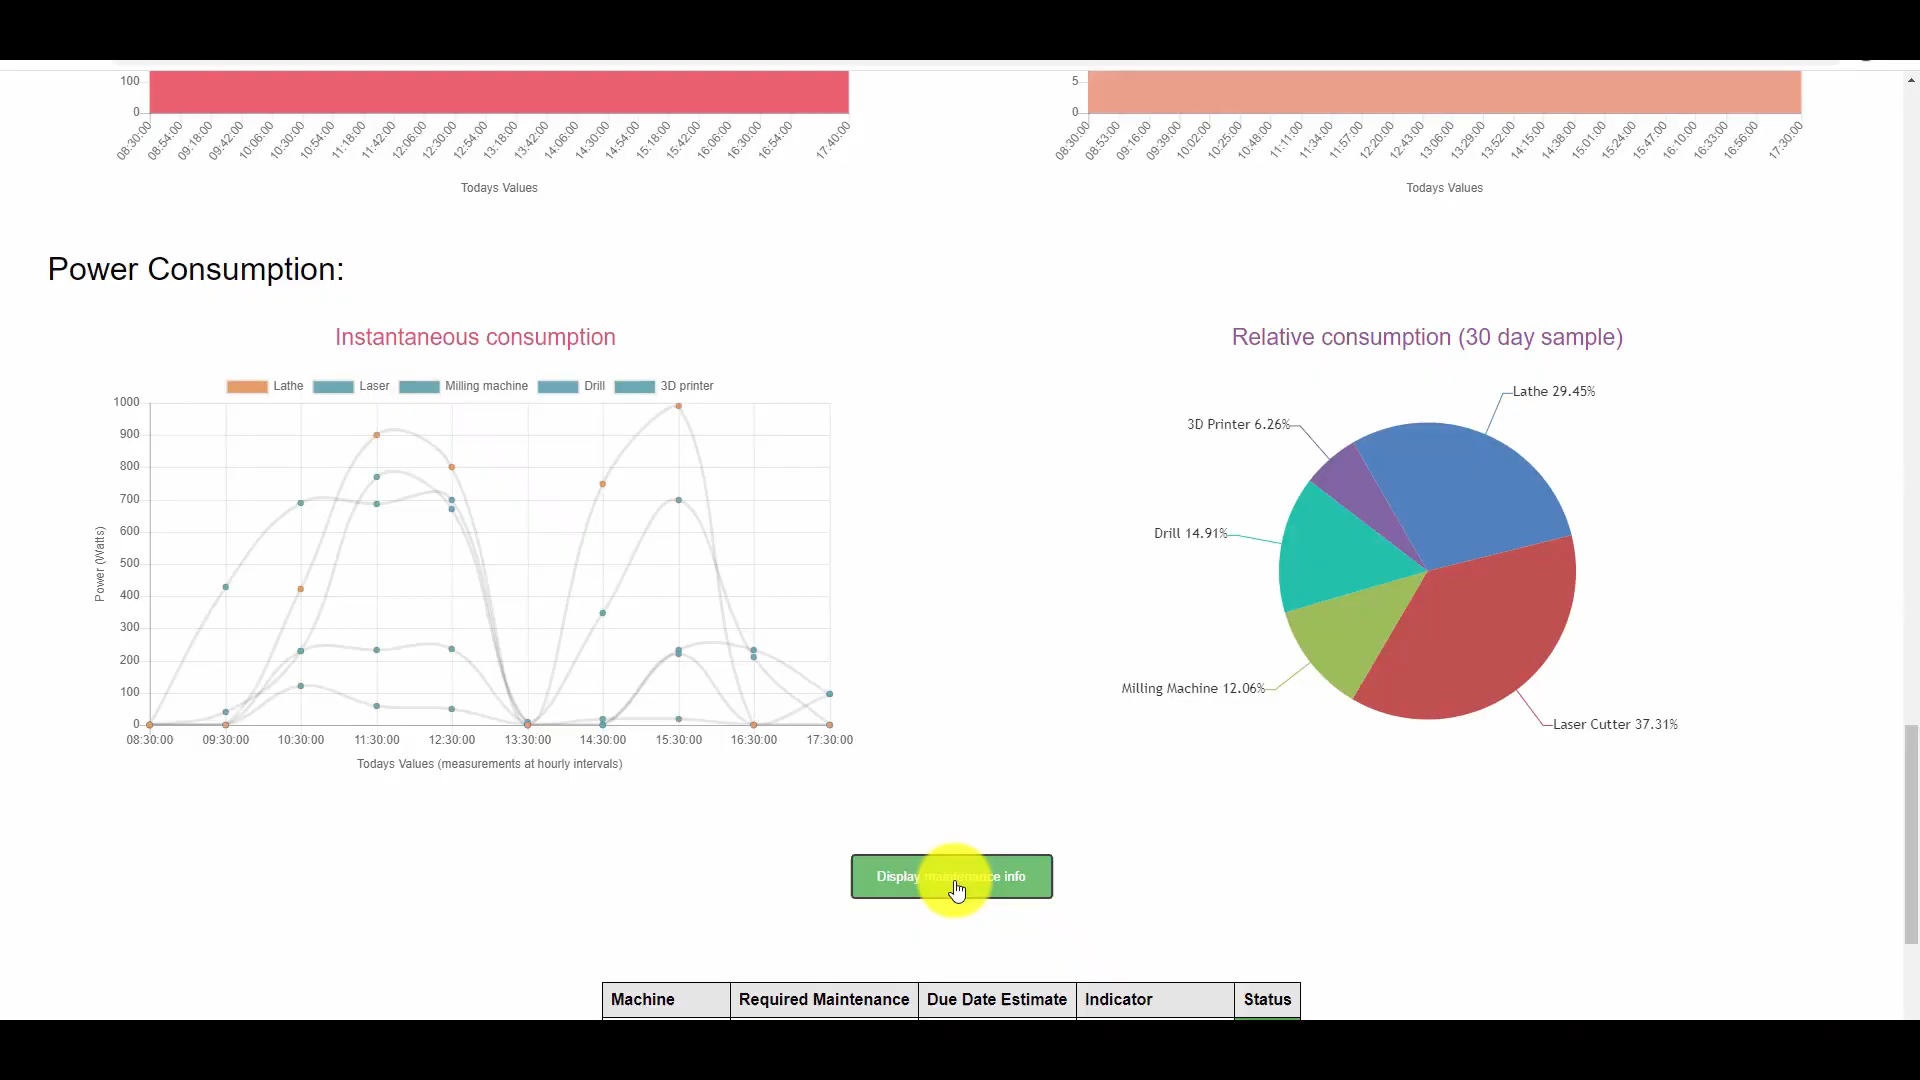 100
0
08:30:00 08:54:00 09:18:00 09:42:00 10:06:00 10:30:00 10:54:00 11:18:00 11:42:00 12:06:00 12:30:00 12:54:00 13:18:00 13:42:00 14:06:00 14:30:00 14:54:00 15:18:00 15:42:00 16:06:00 16:30:00 16:54:00 17:40:00
Todays Values
5
0
08:30:00 08:53:00 09:16:00 09:39:00 10:02:00 10:25:00 10:48:00 11:11:00 11:34:00 11:57:00 12:20:00 12:43:00 13:06:00 13:29:00 13:52:00 14:15:00 14:38:00 15:01:00 15:24:00 15:47:00 16:10:00 16:33:00 16:56:00 17:30:00
Todays Values
Power Consumption:
Instantaneous consumption
Lathe Laser Milling machine Drill 3D printer
1000
900
800
700
600
500
400
300
200
100
0
Power (Watts)
08:30:00 09:30:00 10:30:00 11:30:00 12:30:00 13:30:00 14:30:00 15:30:00 16:30:00 17:30:00
Todays Values (measurements at hourly intervals)
Relative consumption (30 day sample)
Lathe 29.45%
3D Printer 6.26%
Drill 14.91%
Milling Machine 12.06%
Laser Cutter 37.31%
Display maintenance info
Machine Required Maintenance Due Date Estimate Indicator Status